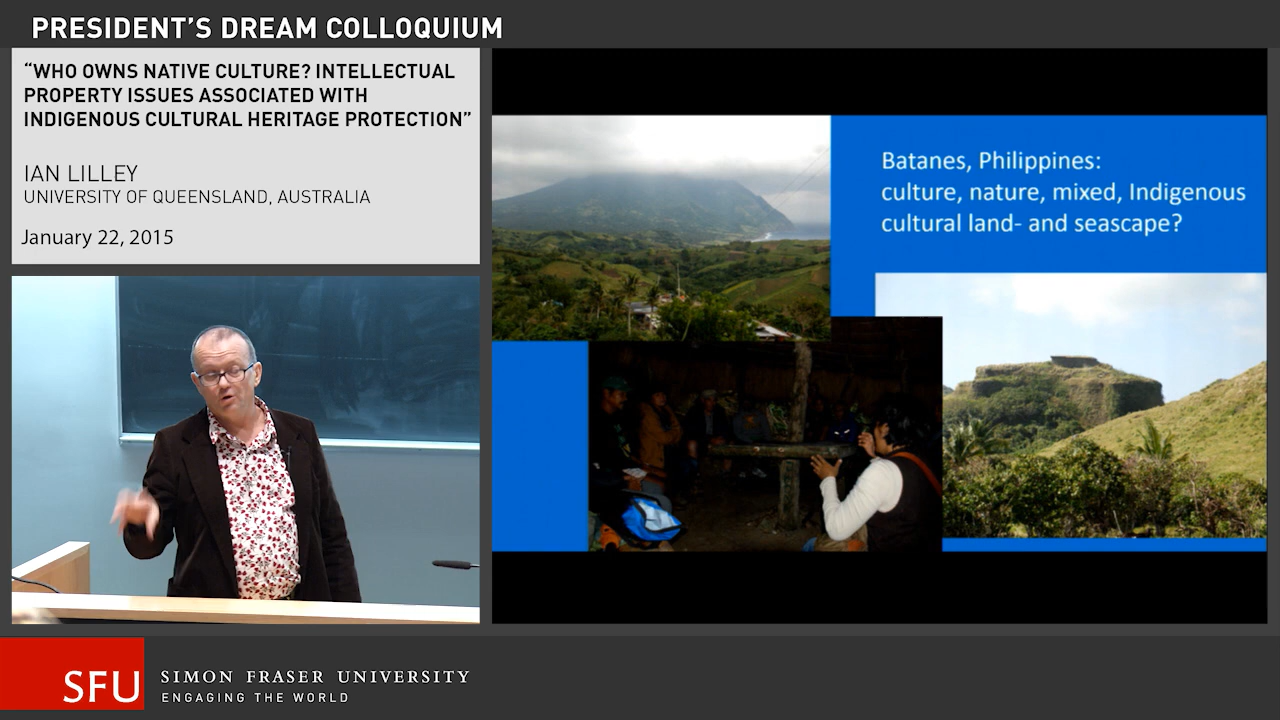 PRESIDENT’S DREAM COLLOQUIUM
“WHO OWNS NATIVE CULTURE? INTELLECTUAL
PROPERTY ISSUES ASSOCIATED WITH
INDIGENOUS CULTURAL HERITAGE PROTECTION”
IAN LILLEY
UNIVERSITY OF QUEENSLAND, AUSTRALIA
January 22, 2015
Batanes, Philippines:
culture, nature, mixed, Indigenous
cultural land- and seascape?
SFU
SIMON FRASER UNIVERSITY
ENGAGING THE WORLD